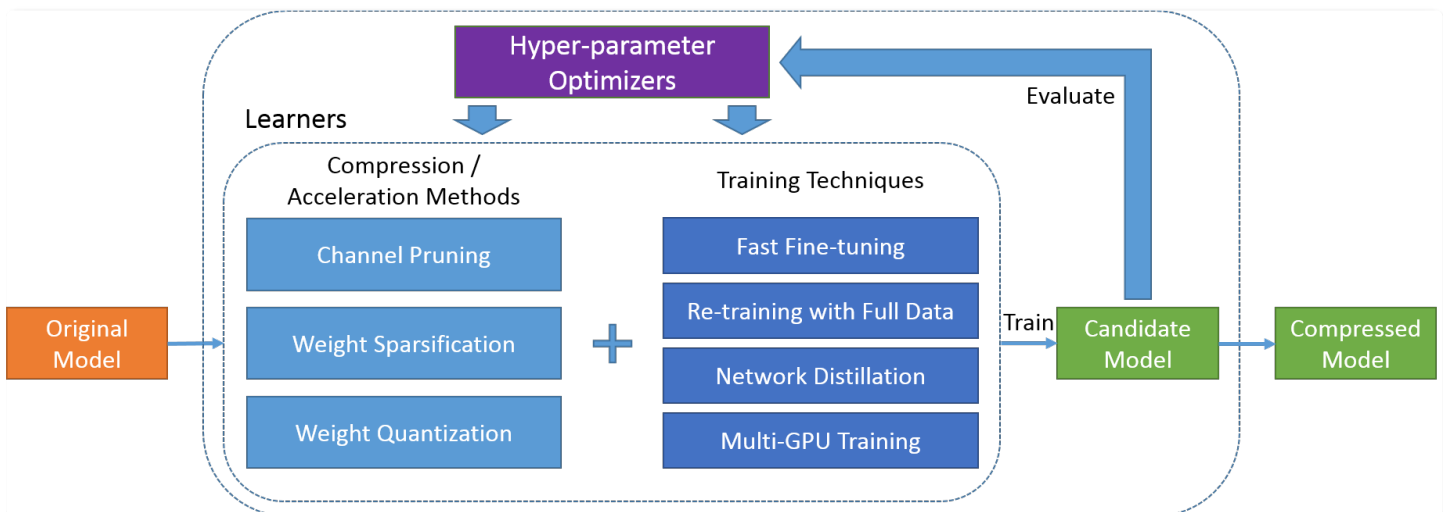 Hyper-parameter
Optimizers
Evaluate
Learners
Compression /
Acceleration Methods
Channel Pruning
Weight Sparsification
Weight Quantization
Training Techniques
Fast Fine-tuning
Re-training with Full Data
Network Distillation
Multi-GPU Training
Original
Model
Train
Candidate
Model
Compressed
Model